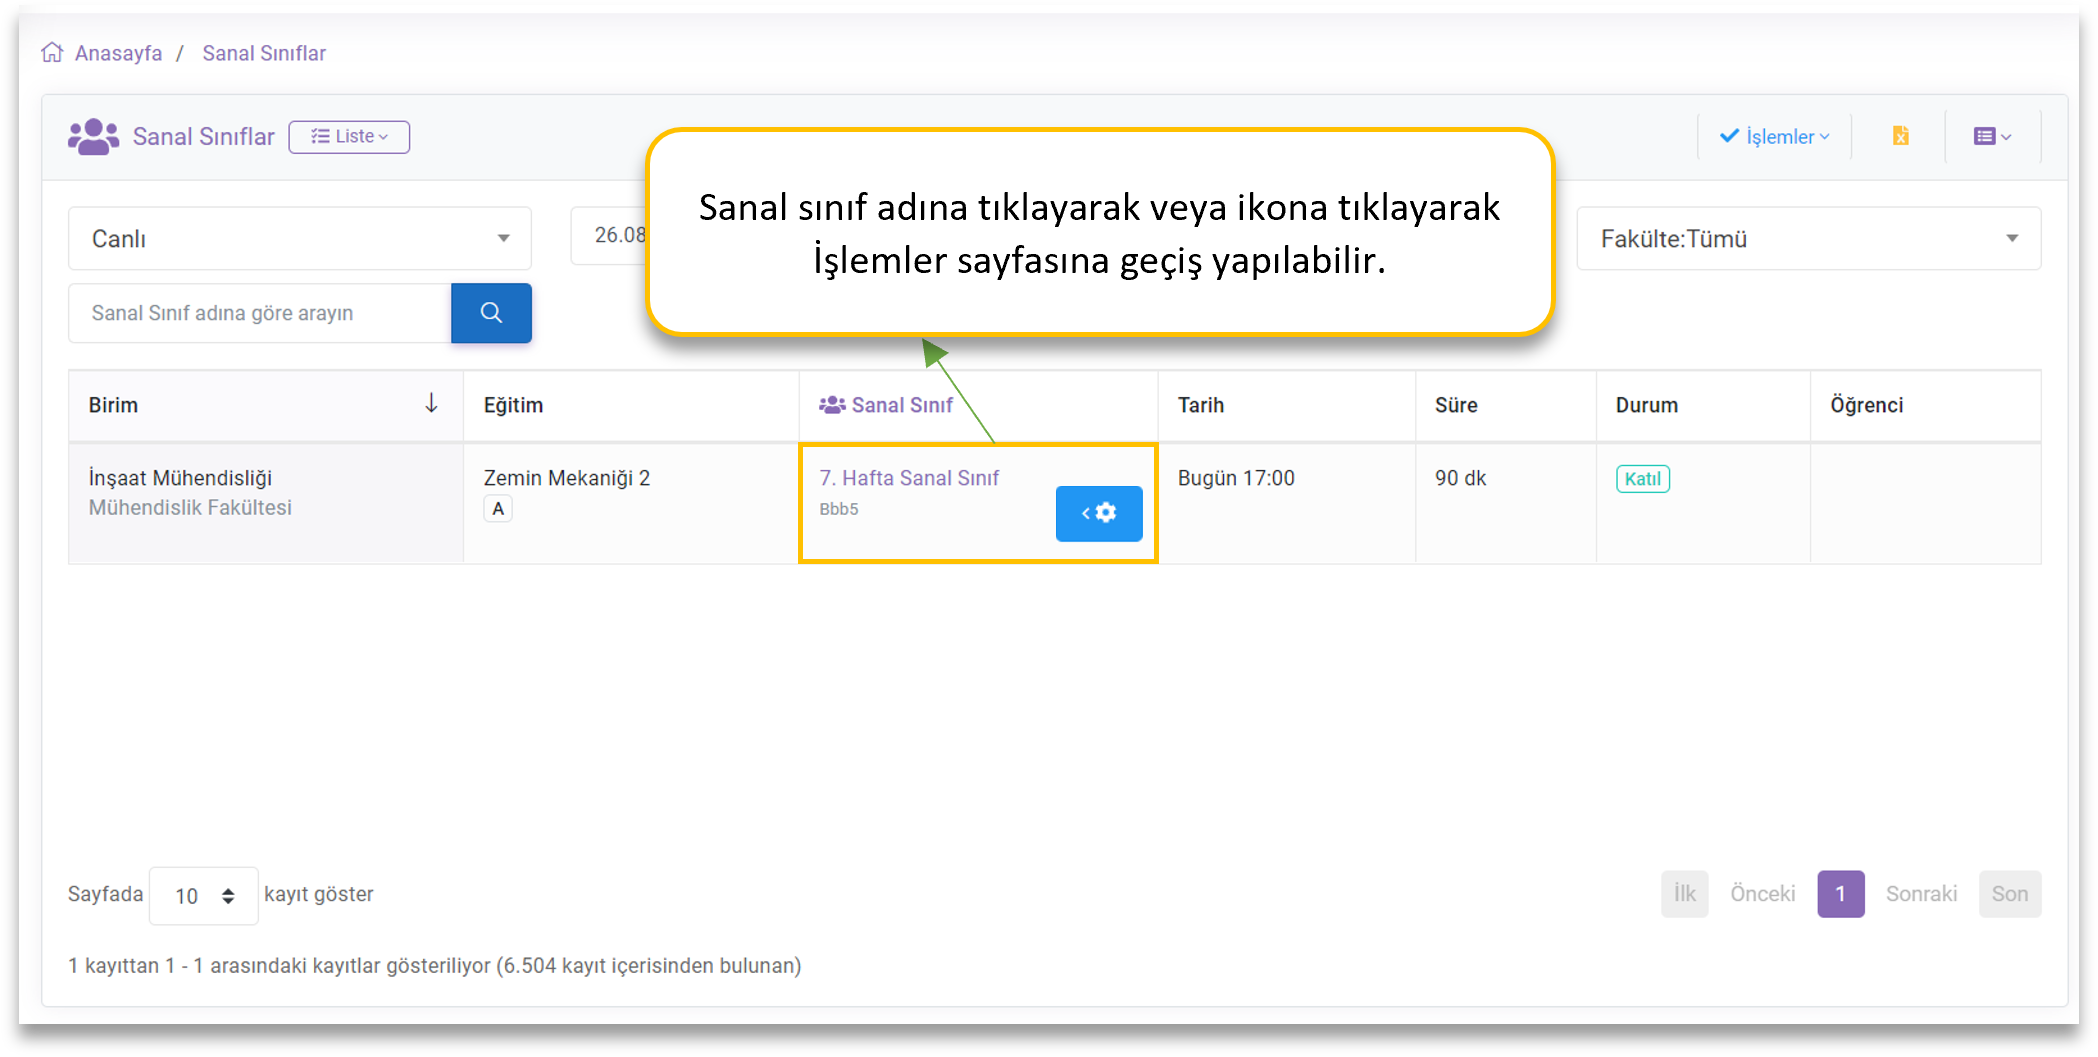 Anasayfa / Sanal Sınıflar
Sanal Sınıflar
Liste
İşlemler
Sanal sınıf adına tıklayarak veya ikona tıklayarak
İşlemler sayfasına geçiş yapılabilir.
Canlı
26.08
Fakülte:Tümü
Sanal Sınıf adına göre arayın
Birim Eğitim Sanal Sınıf Tarih Süre Durum Öğrenci
İnşaat Mühendisliği Zemin Mekaniği 2 7. Hafta Sanal Sınıf Bugün 17:00 90 dk Katıl
Mühendislik Fakültesi A Bbb5
Sayfada 10 kayıt göster
İlk Önceki 1 Sonraki Son
1 kayıttan 1 - 1 arasındaki kayıtlar gösteriliyor (6.504 kayıt içerisinden bulunan)